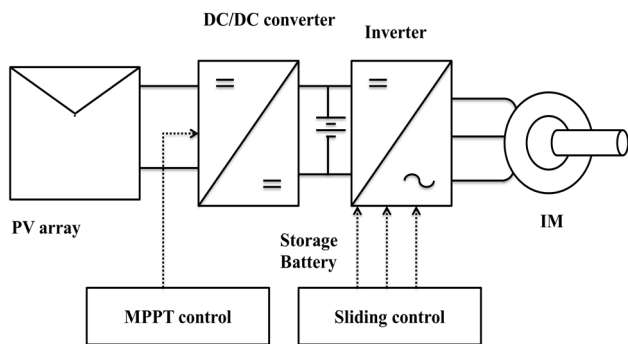 DC/DC converter
Inverter
PV array
Storage
Battery
IM
MPPT control
Sliding control